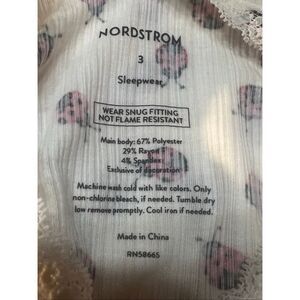 NORDSTROM
3
Sleepwear
WEAR SNUG FITTING
NOT FLAME RESISTANT
Main body: 67% Polyester
29% Rayon
4% Spandex
Exclusive of decoration
Machine wash cold with like colors. Only
non-chlorine bleach, if needed. Tumble dry
low remove promptly. Cool iron if needed.
Made in China
RN58665